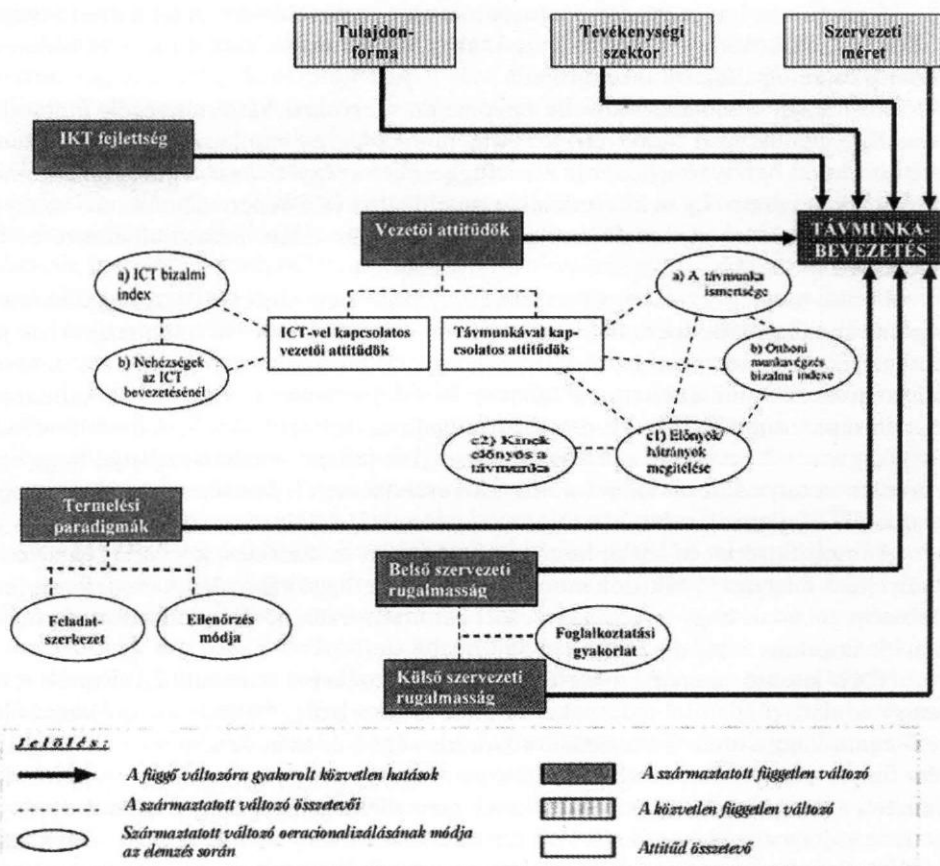 Tulajdon-
forma
Tevékenységi
szektor
Szervezeti
méret
IKT fejlettség
Vezetői attitűdök
TÁVMUNKA-
BEVEZETÉS
a) ICT bizalmi
index
a) A távmunka
ismertsége
ICT-vel kapcsolatos
vezetői attitűdök
Távmunkával kap-
csolatos attitűdök
b) Nehézségek
az ICT
bevezetésénél
b) Otthoni
munkavégzés
bizalmi indexe
c2) Kinek
előnyös a
távmunka
c1) Előnyök/
hátrányok
megítélése
Termelési
paradigmák
Belső szervezeti
rugalmasság
Feladat-
szerkezet
Ellenőrzés
módja
Foglalkoztatási
gyakorlat
Külső szervezeti
rugalmasság
Jelölés:
A függő változóra gyakorolt közvetlen hatások
A származtatott független változó
A származtatott változó összetevői
A közvetlen független változó
Származtatott változó oeracionalizálásának módja
az elemzés során
Attitűd összetevő